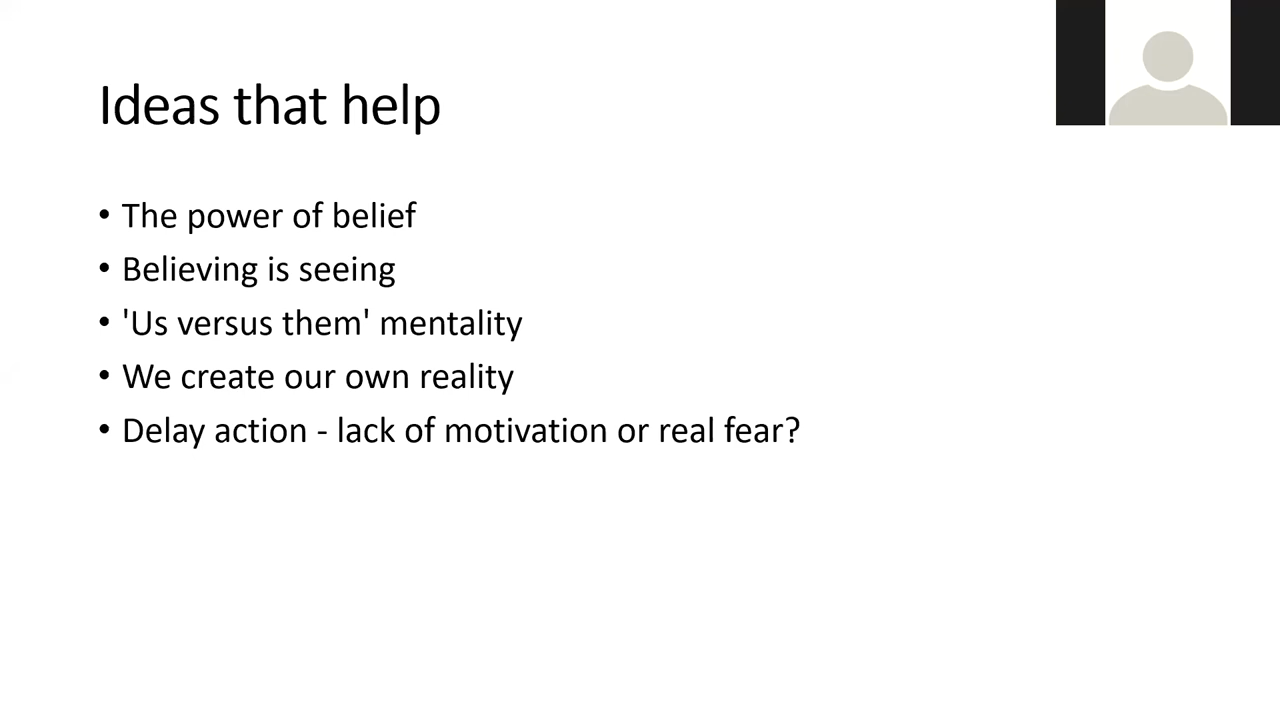 Ideas that help
• The power of belief
• Believing is seeing
• 'Us versus them' mentality
• We create our own reality
• Delay action - lack of motivation or real fear?